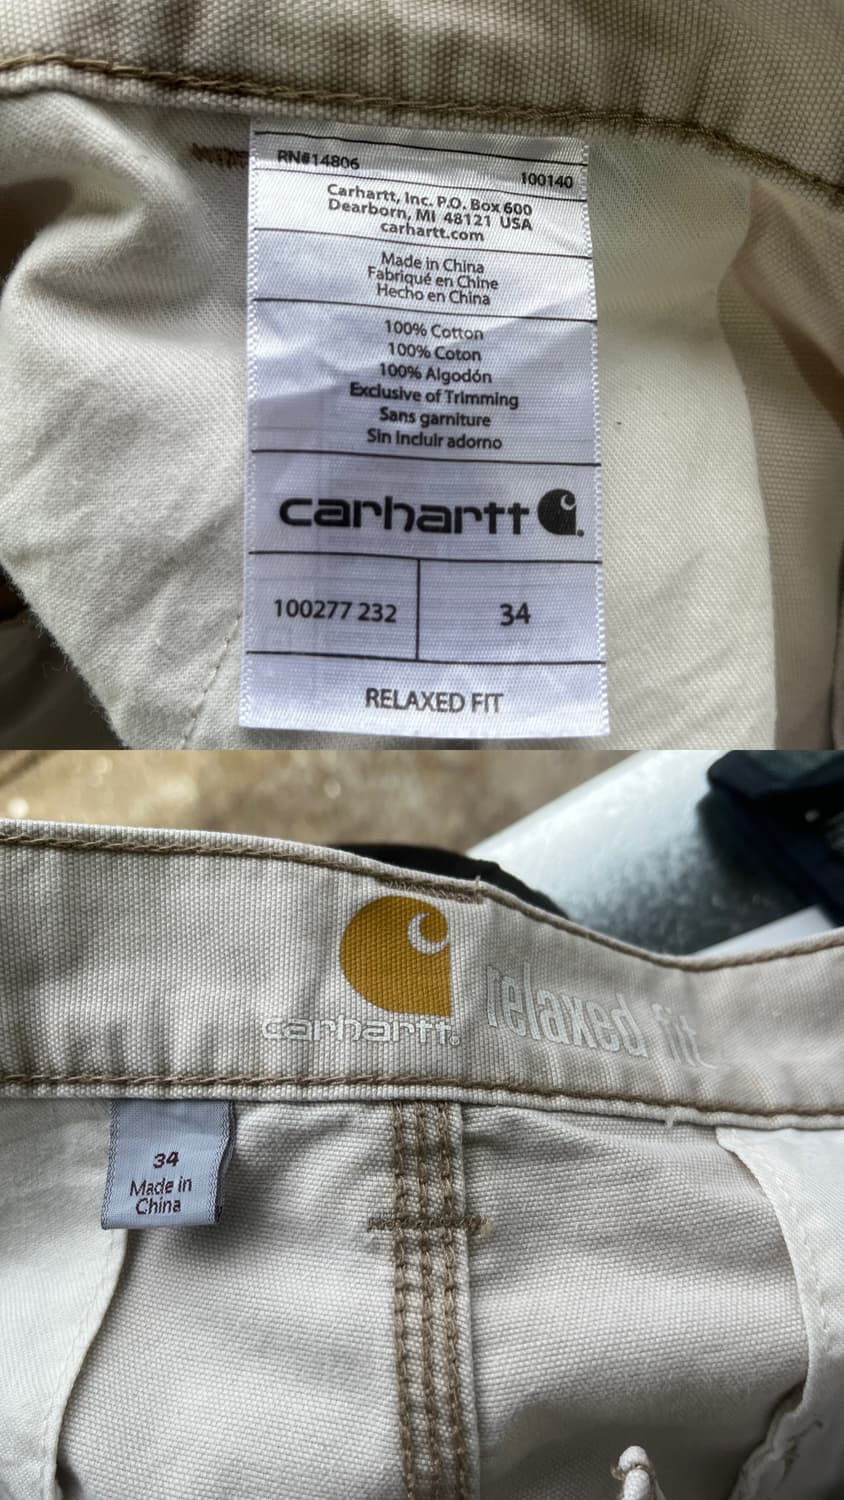 RN#14806
100140
Carhartt, Inc. P.O. Box 600
Dearborn, MI 48121 USA
carhartt.com
Made in China
Fabriqué en Chine
Hecho en China
100% Cotton
100% Coton
100% Algodón
Exclusive of Trimming
Sans garniture
Sin Incluir adorno
carhartt
100277 232
34
RELAXED FIT
carhartt®
relaxed fit
34
Made in
China